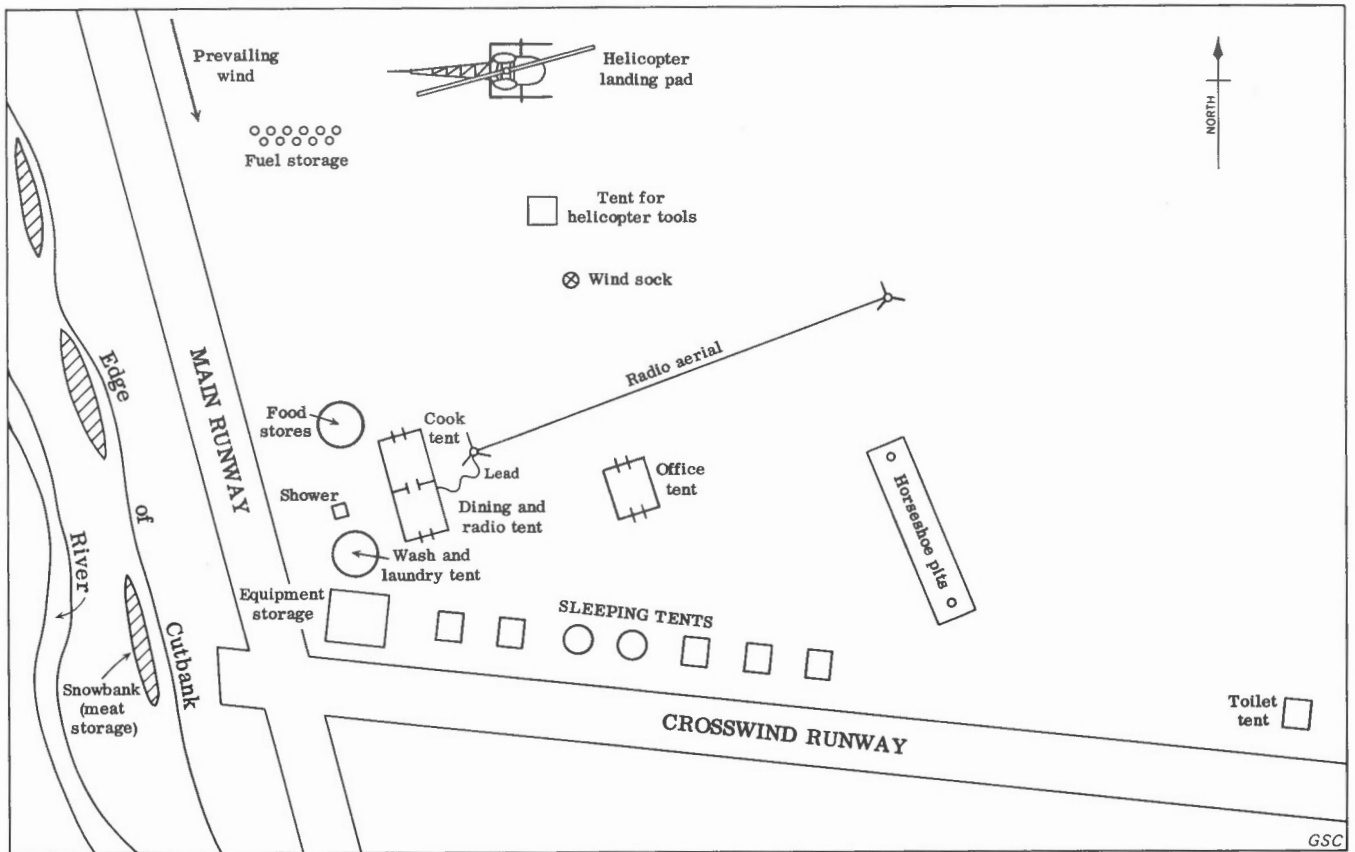 Prevailing
wind
Helicopter
landing pad
NORTH
Fuel storage
Tent for
helicopter tools
Wind sock
Edge
of
Cutbank
MAIN RUNWAY
Radio aerial
Food
stores
Cook
tent
Lead
Office
tent
Shower
Dining and
radio tent
Horseshoe pits
River
Wash and
laundry tent
Equipment
storage
SLEEPING TENTS
Snowbank
(meat
storage)
CROSSWIND RUNWAY
Toilet
tent
GSC